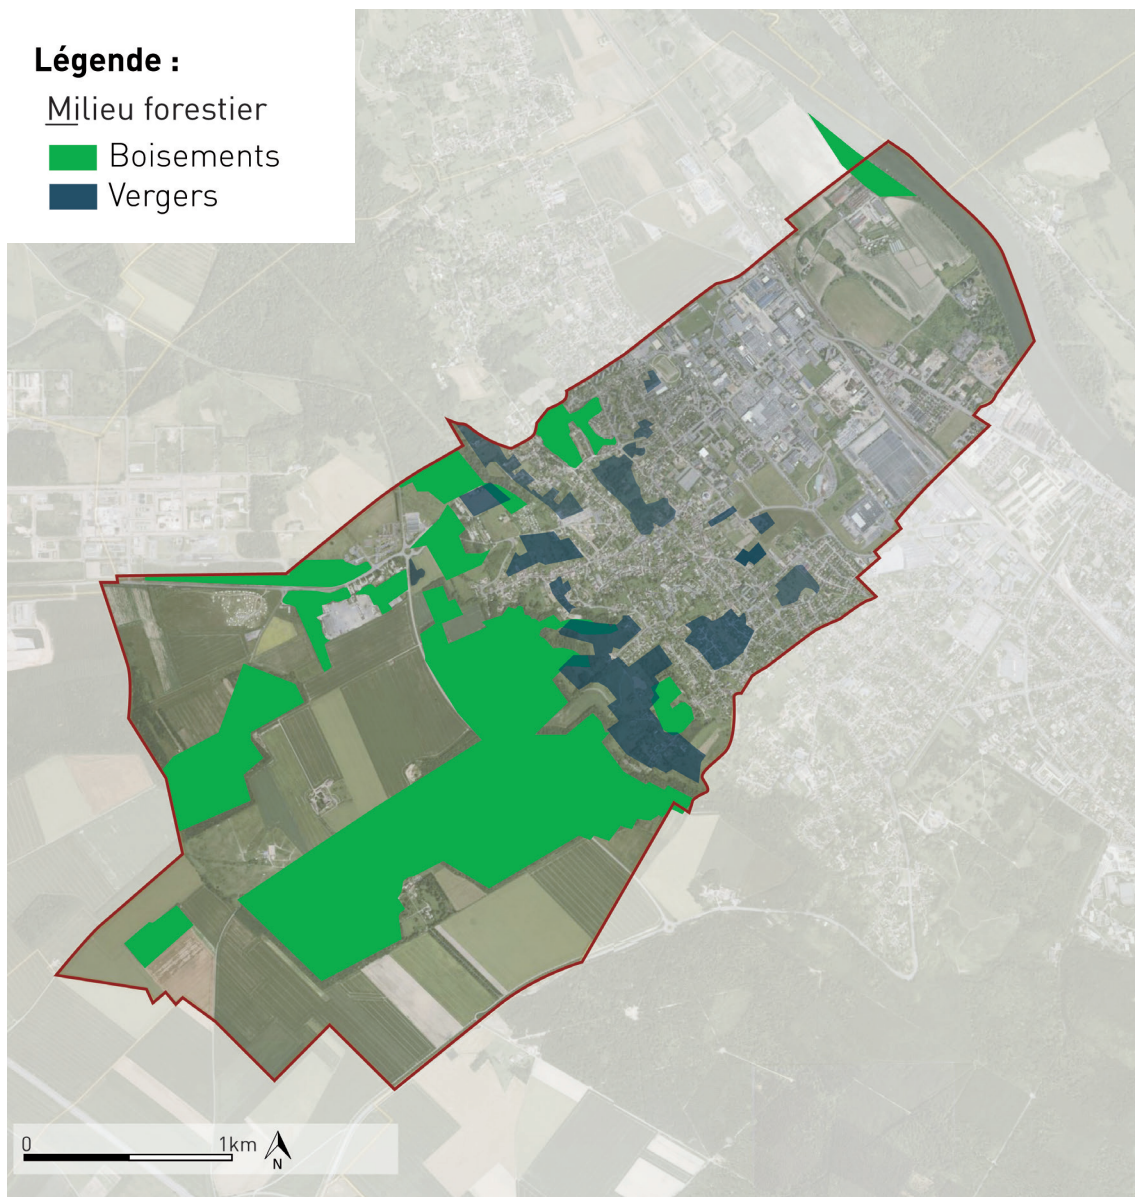 Légende :
Milieu forestier
Boisements
Vergers
0 1km
N